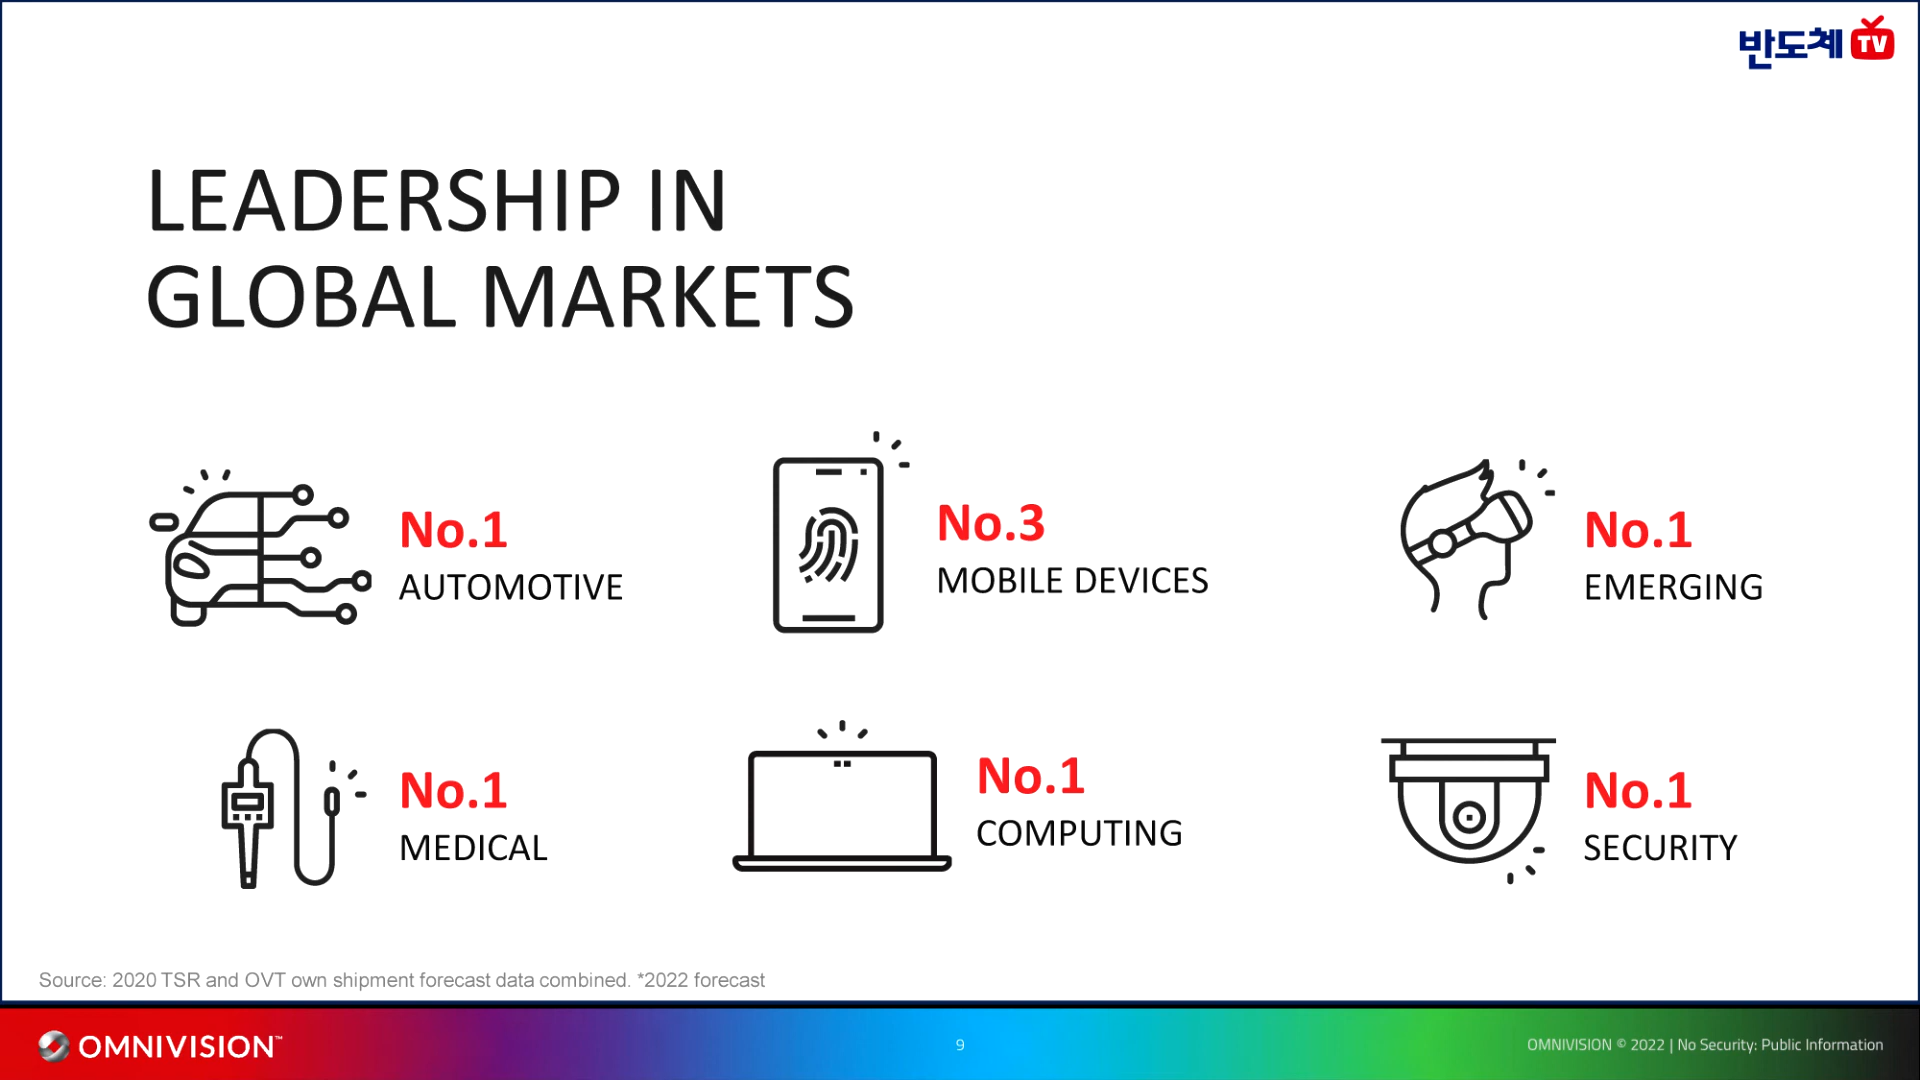 반도체 TV
LEADERSHIP IN
GLOBAL MARKETS
No.1
AUTOMOTIVE
No.3
MOBILE DEVICES
No.1
EMERGING
No.1
MEDICAL
No.1
COMPUTING
No.1
SECURITY
Source: 2020 TSR and OVT own shipment forecast data combined. *2022 forecast
OMNIVISION™
9
OMNIVISION © 2022 | No Security: Public Information